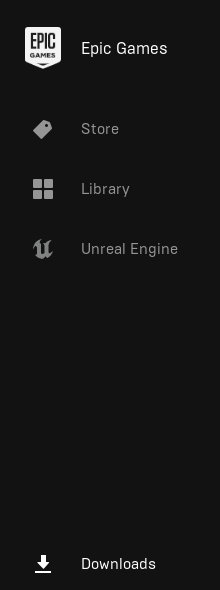 EPIC
GAMES
Epic Games
Store
Library
Unreal Engine
Downloads